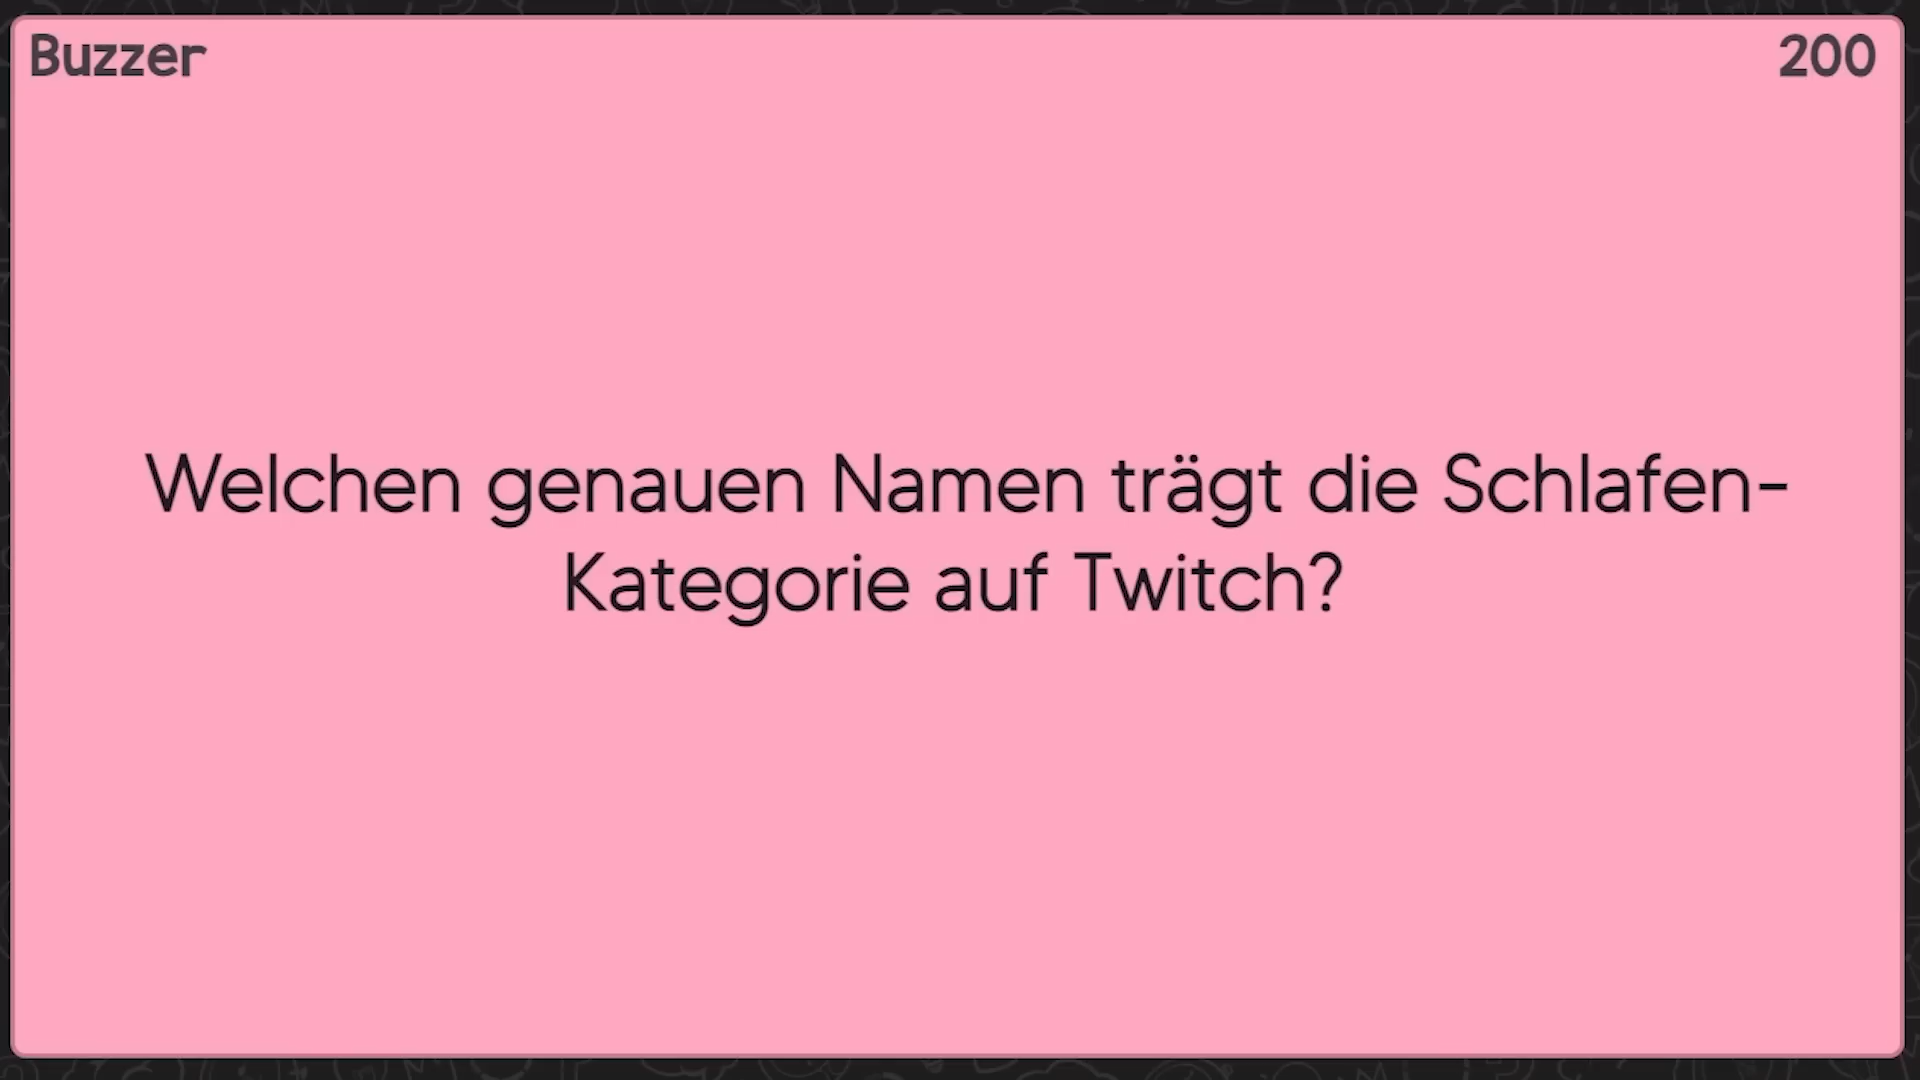 Buzzer
200
Welchen genauen Namen trägt die Schlafen-
Kategorie auf Twitch?